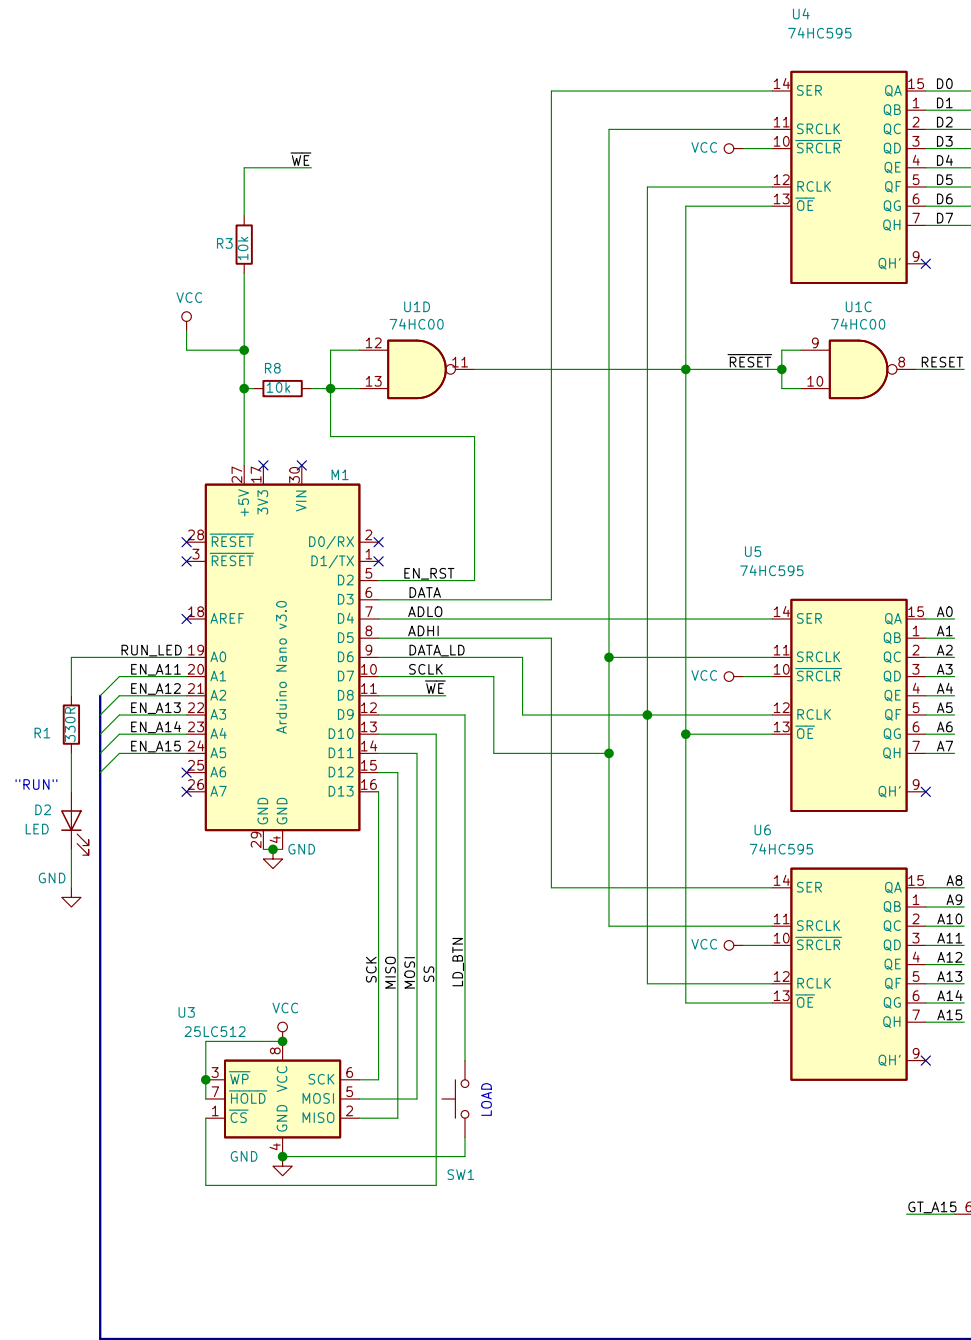 U4
74HC595
14 SER QA 15 D0
QB 1 D1
11 SRCLK QC 2 D2
VCC 10 SRCLR QD 3 D3
QE 4 D4
12 RCLK QF 5 D5
13 OE QG 6 D6
QH 7 D7
QH' 9
WE
R3 10k
VCC
R8
10k
U1D
74HC00
12
13
11
U1C
74HC00
RESET
9
10
8 RESET
M1
27 17 30
+5V 3V3 VIN
28 RESET D0/RX 2
3 RESET D1/TX 1
D2 5 EN_RST
D3 6 DATA
18 AREF D4 7 ADLO
D5 8 ADHI
RUN_LED 19 A0 D6 9 DATA_LD
EN_A11 20 A1 D7 10 SCLK
EN_A12 21 A2 D8 11 WE
EN_A13 22 A3 D9 12
EN_A14 23 A4 D10 13
EN_A15 24 A5 D11 14
25 A6 D12 15
26 A7 D13 16
Arduino Nano v3.0
GND GND
29 4
GND
R1 330R
"RUN"
D2
LED
GND
U5
74HC595
14 SER QA 15 A0
QB 1 A1
11 SRCLK QC 2 A2
VCC 10 SRCLR QD 3 A3
QE 4 A4
12 RCLK QF 5 A5
13 OE QG 6 A6
QH 7 A7
QH' 9
U6
74HC595
14 SER QA 15 A8
QB 1 A9
11 SRCLK QC 2 A10
VCC 10 SRCLR QD 3 A11
QE 4 A12
12 RCLK QF 5 A13
13 OE QG 6 A14
QH 7 A15
QH' 9
SCK
MISO
MOSI
SS
LD_BTN
U3
25LC512
VCC
8
3 WP VCC SCK 6
7 HOLD MOSI 5
1 CS GND MISO 2
4
GND
LOAD
SW1
GT_A15 6